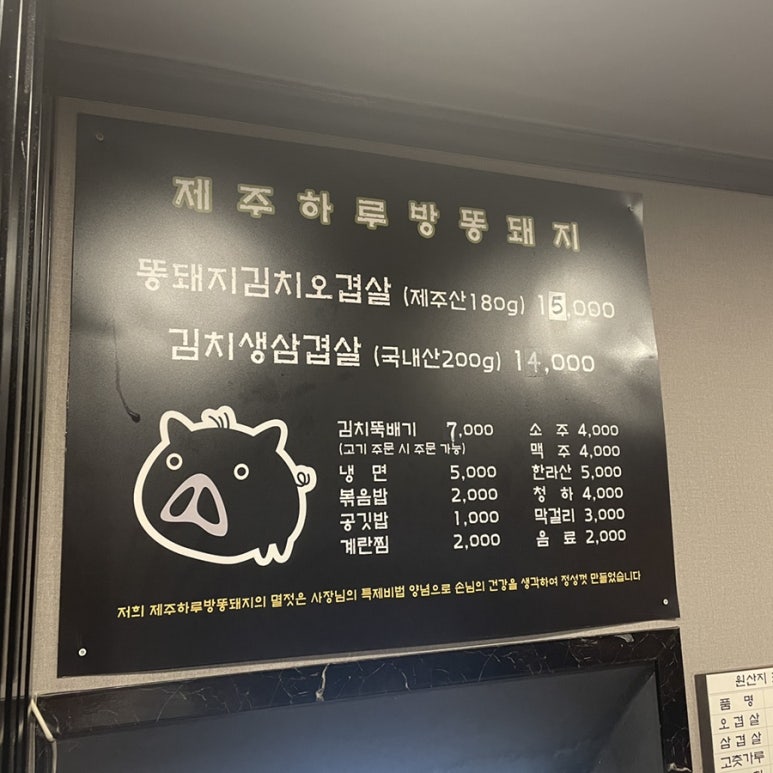 제주하루방똥돼지
똥돼지김치오겹살 (제주산180g) 15,000
김치생삼겹살 (국내산200g) 14,000
김치뚝배기 7,000
(고기 주문 시 주문 가능)
냉 면 5,000
볶음밥 2,000
공깃밥 1,000
계란찜 2,000
소 주 4,000
맥 주 4,000
한라산 5,000
청 하 4,000
막걸리 3,000
음 료 2,000
저희 제주하루방똥돼지의 멸젓은 사장님의 특제비법 양념으로 손님의 건강을 생각하여 정성껏 만들었습니다
원산지
품 명
오 겹 살
삼 겹 살
고춧가루